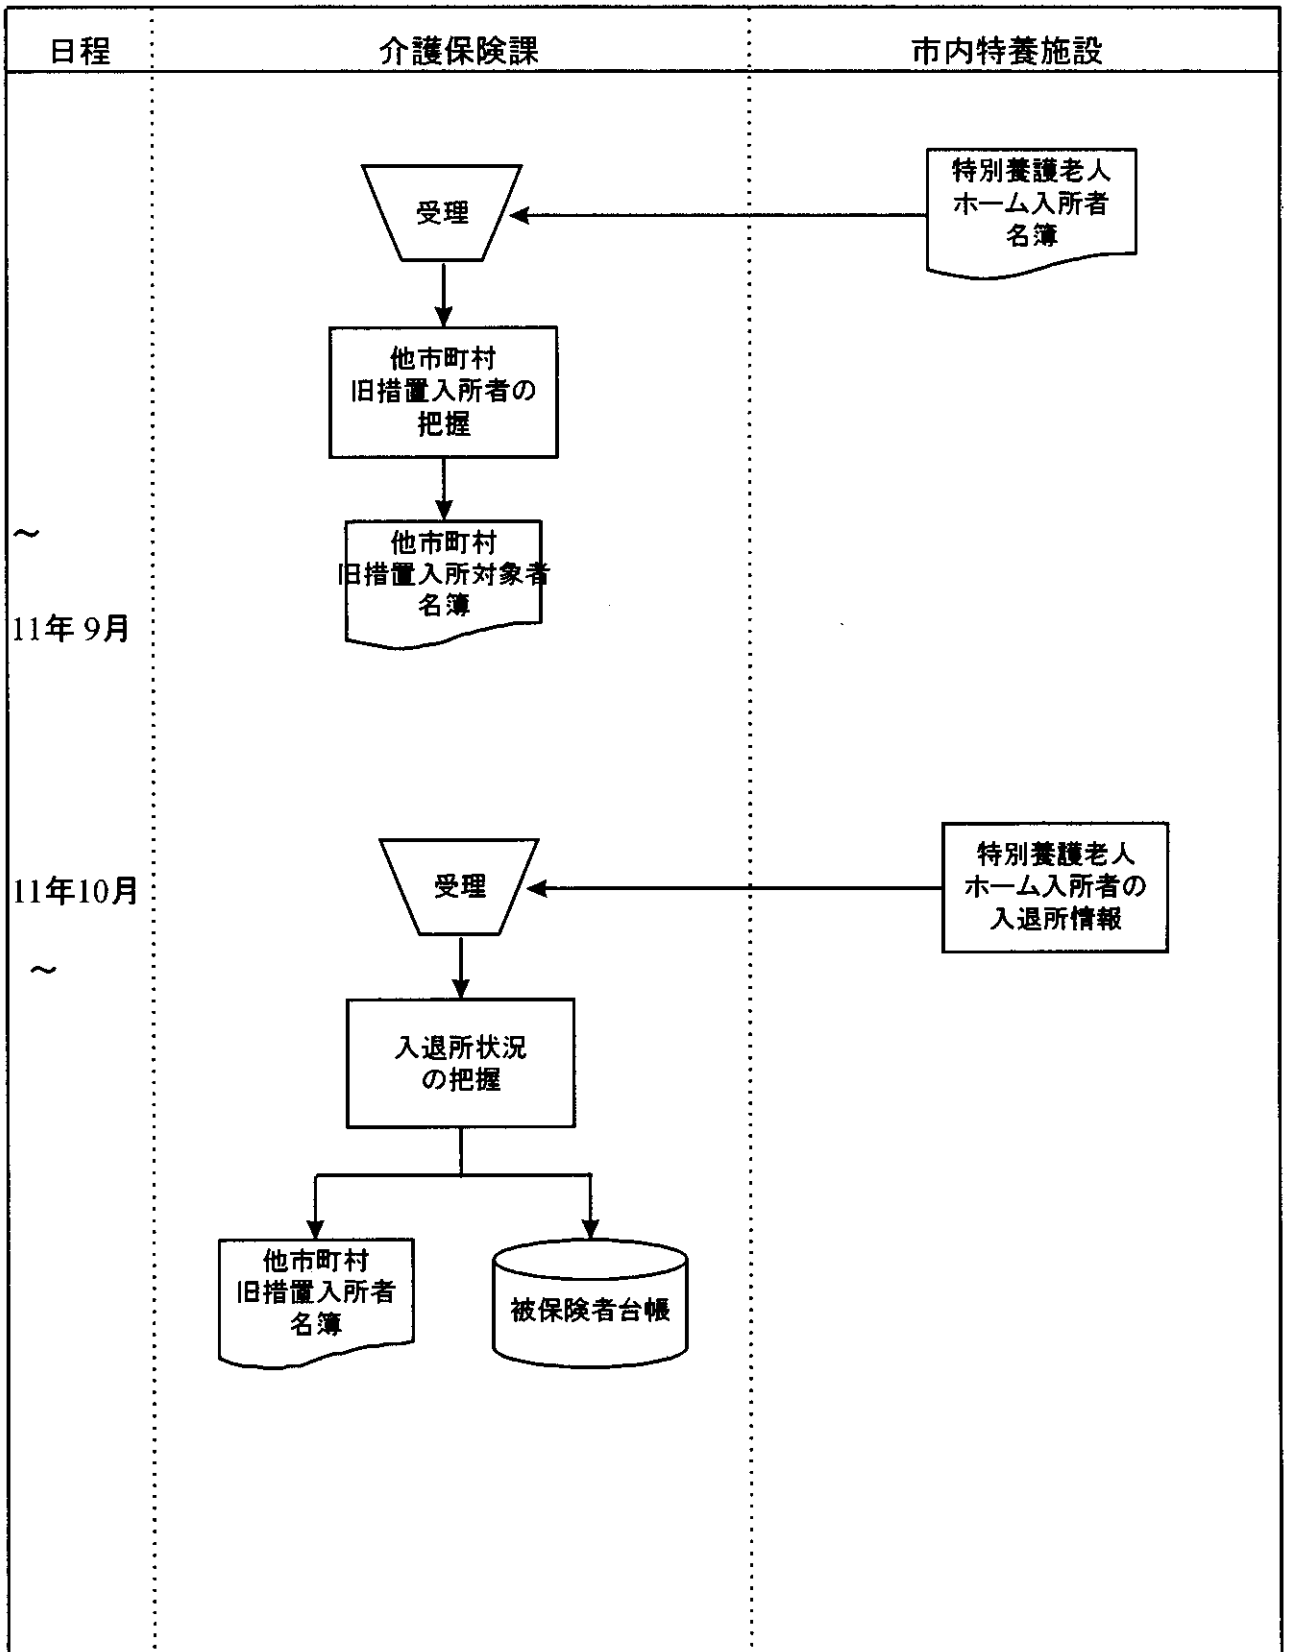 日程
介護保険課
市内特養施設
受理
特別養護老人
ホーム入所者
名簿
他市町村
旧措置入所者の
把握
～
11年 9月
他市町村
旧措置入所対象者
名簿
11年10月
～
受理
特別養護老人
ホーム入所者の
入退所情報
入退所状況
の把握
他市町村
旧措置入所者
名簿
被保険者台帳